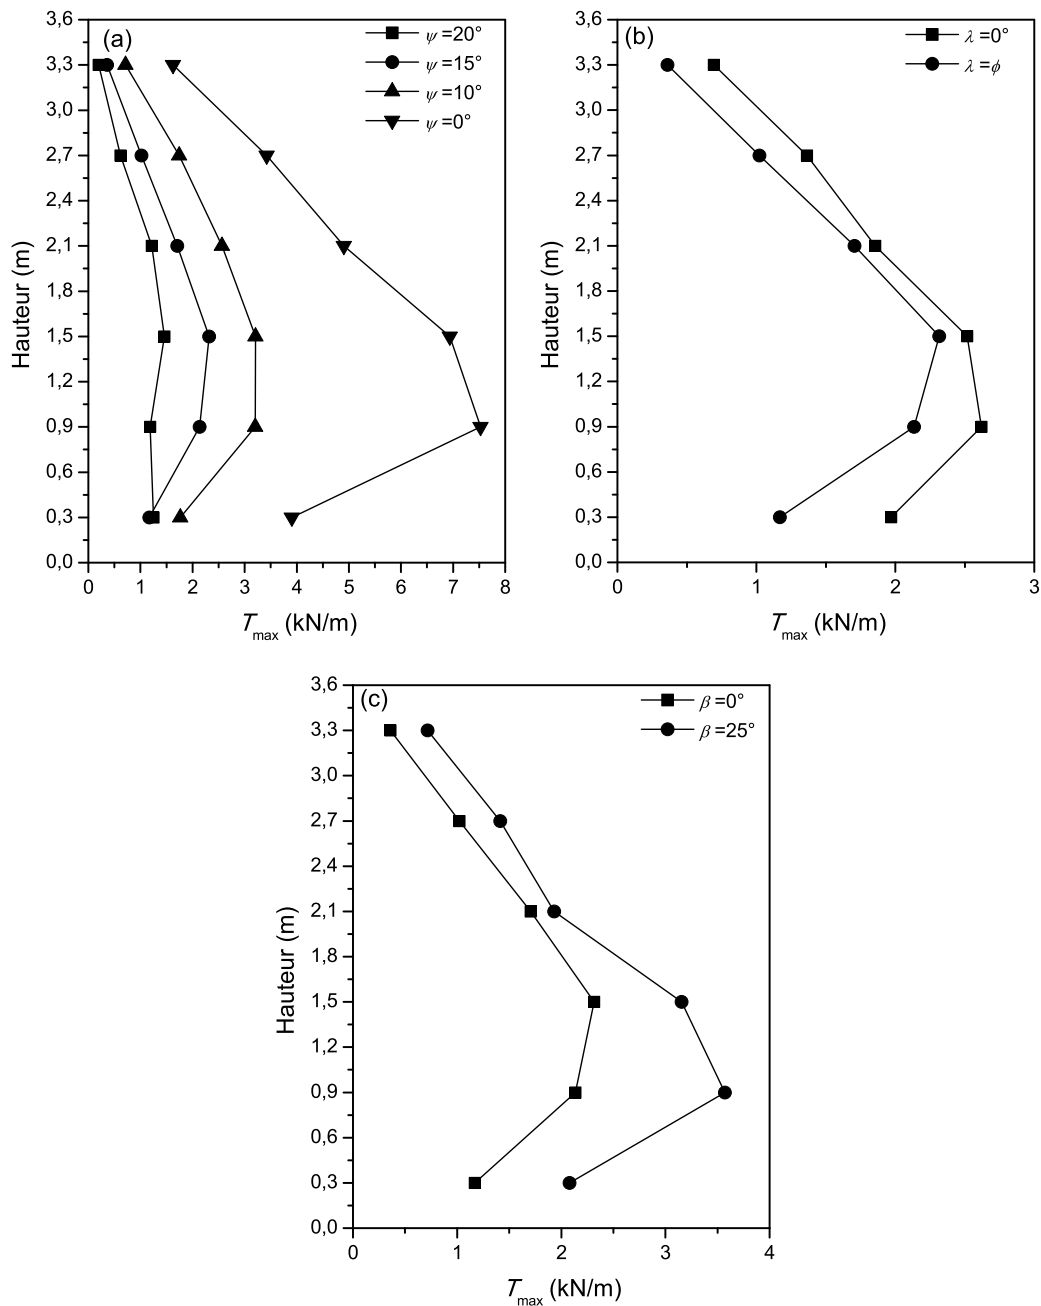 (a)
ψ =20°
ψ =15°
ψ =10°
ψ =0°
3,6
3,3
3,0
2,7
2,4
2,1
1,8
1,5
1,2
0,9
0,6
0,3
0,0
Hauteur (m)
0 1 2 3 4 5 6 7 8
Tmax (kN/m)
(b)
λ =0°
λ =ϕ
3,6
3,3
3,0
2,7
2,4
2,1
1,8
1,5
1,2
0,9
0,6
0,3
0,0
Hauteur (m)
0 1 2 3
Tmax (kN/m)
(c)
β =0°
β =25°
3,6
3,3
3,0
2,7
2,4
2,1
1,8
1,5
1,2
0,9
0,6
0,3
0,0
Hauteur (m)
0 1 2 3 4
Tmax (kN/m)